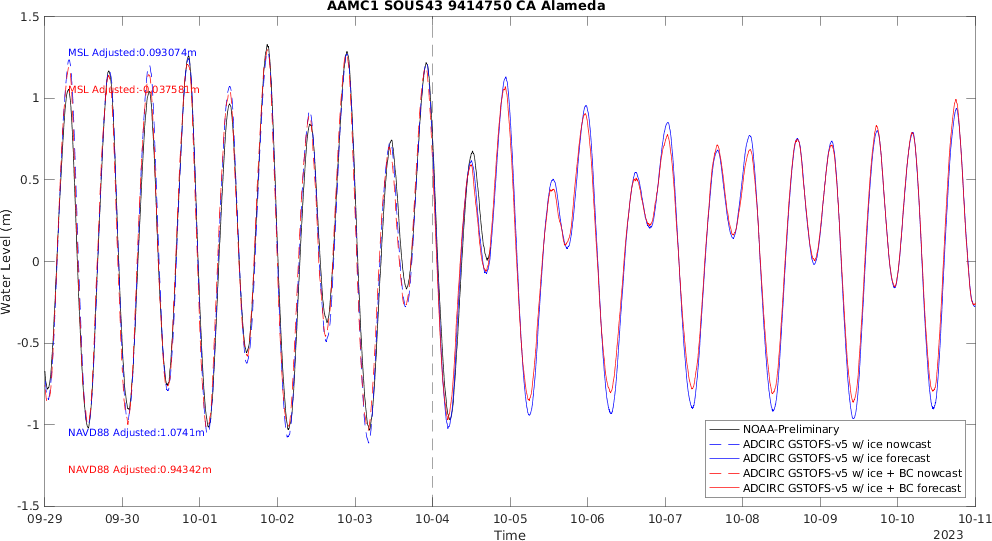 AAMC1 SOUS43 9414750 CA Alameda
1.5
1
0.5
0
-0.5
-1
-1.5
Water Level (m)
MSL Adjusted:0.093074m
MSL Adjusted:-0.037581m
NAVD88 Adjusted:1.0741m
NAVD88 Adjusted:0.94342m
NOAA-Preliminary
ADCIRC GSTOFS-v5 w/ ice nowcast
ADCIRC GSTOFS-v5 w/ ice forecast
ADCIRC GSTOFS-v5 w/ ice + BC nowcast
ADCIRC GSTOFS-v5 w/ ice + BC forecast
09-29 09-30 10-01 10-02 10-03 10-04 10-05 10-06 10-07 10-08 10-09 10-10 10-11
Time
2023